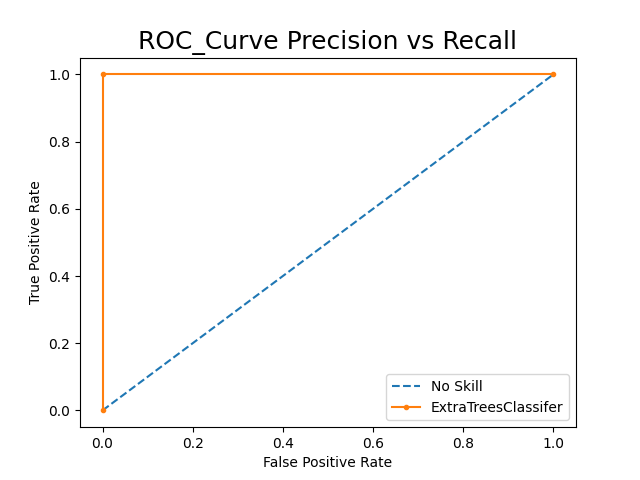 ROC_Curve Precision vs Recall
1.0
0.8
0.6
0.4
0.2
0.0
True Positive Rate
No Skill
ExtraTreesClassifer
0.0 0.2 0.4 0.6 0.8 1.0
False Positive Rate